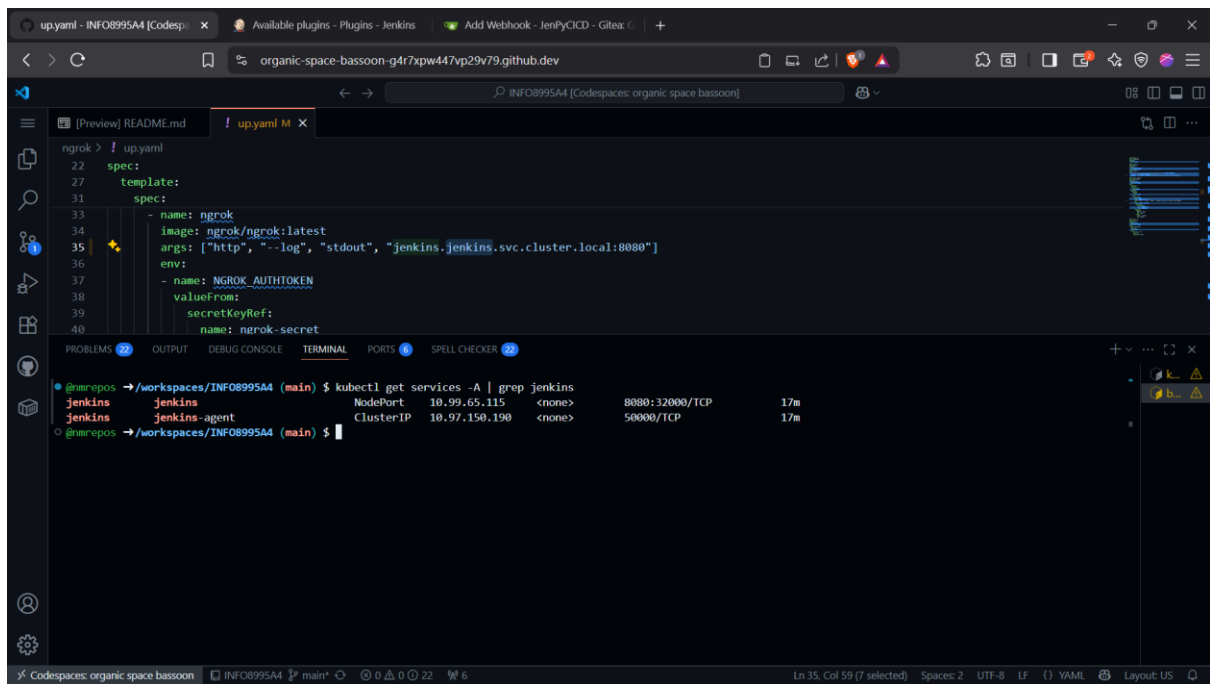 up.yaml - INFO8995A4 [Codesp
Available plugins - Plugins - Jenkins
Add Webhook - JenPyCICD - Gitea: G
organic-space-bassoon-g4r7xpw447vp29v79.github.dev
INFO8995A4 [Codespaces: organic space bassoon]
[Preview] README.md
! up.yaml M
ngrok > ! up.yaml
22 spec:
27 template:
31 spec:
33 - name: ngrok
34 image: ngrok/ngrok:latest
35 args: ["http", "--log", "stdout", "jenkins.jenkins.svc.cluster.local:8080"]
36 env:
37 - name: NGROK_AUTHTOKEN
38 valueFrom:
39 secretKeyRef:
40 name: ngrok-secret
PROBLEMS 22 OUTPUT DEBUG CONSOLE TERMINAL PORTS 6 SPELL CHECKER 22
@nmrepos → /workspaces/INFO8995A4 (main) $ kubectl get services -A | grep jenkins
jenkins jenkins NodePort 10.99.65.115 <none> 8080:32000/TCP 17m
jenkins jenkins-agent ClusterIP 10.97.150.190 <none> 50000/TCP 17m
@nmrepos → /workspaces/INFO8995A4 (main) $
k...
b...
1
Codespaces: organic space bassoon INFO8995A4 main* 0 0 22 6 Ln 35, Col 59 (7 selected) Spaces: 2 UTF-8 LF {} YAML Layout: US